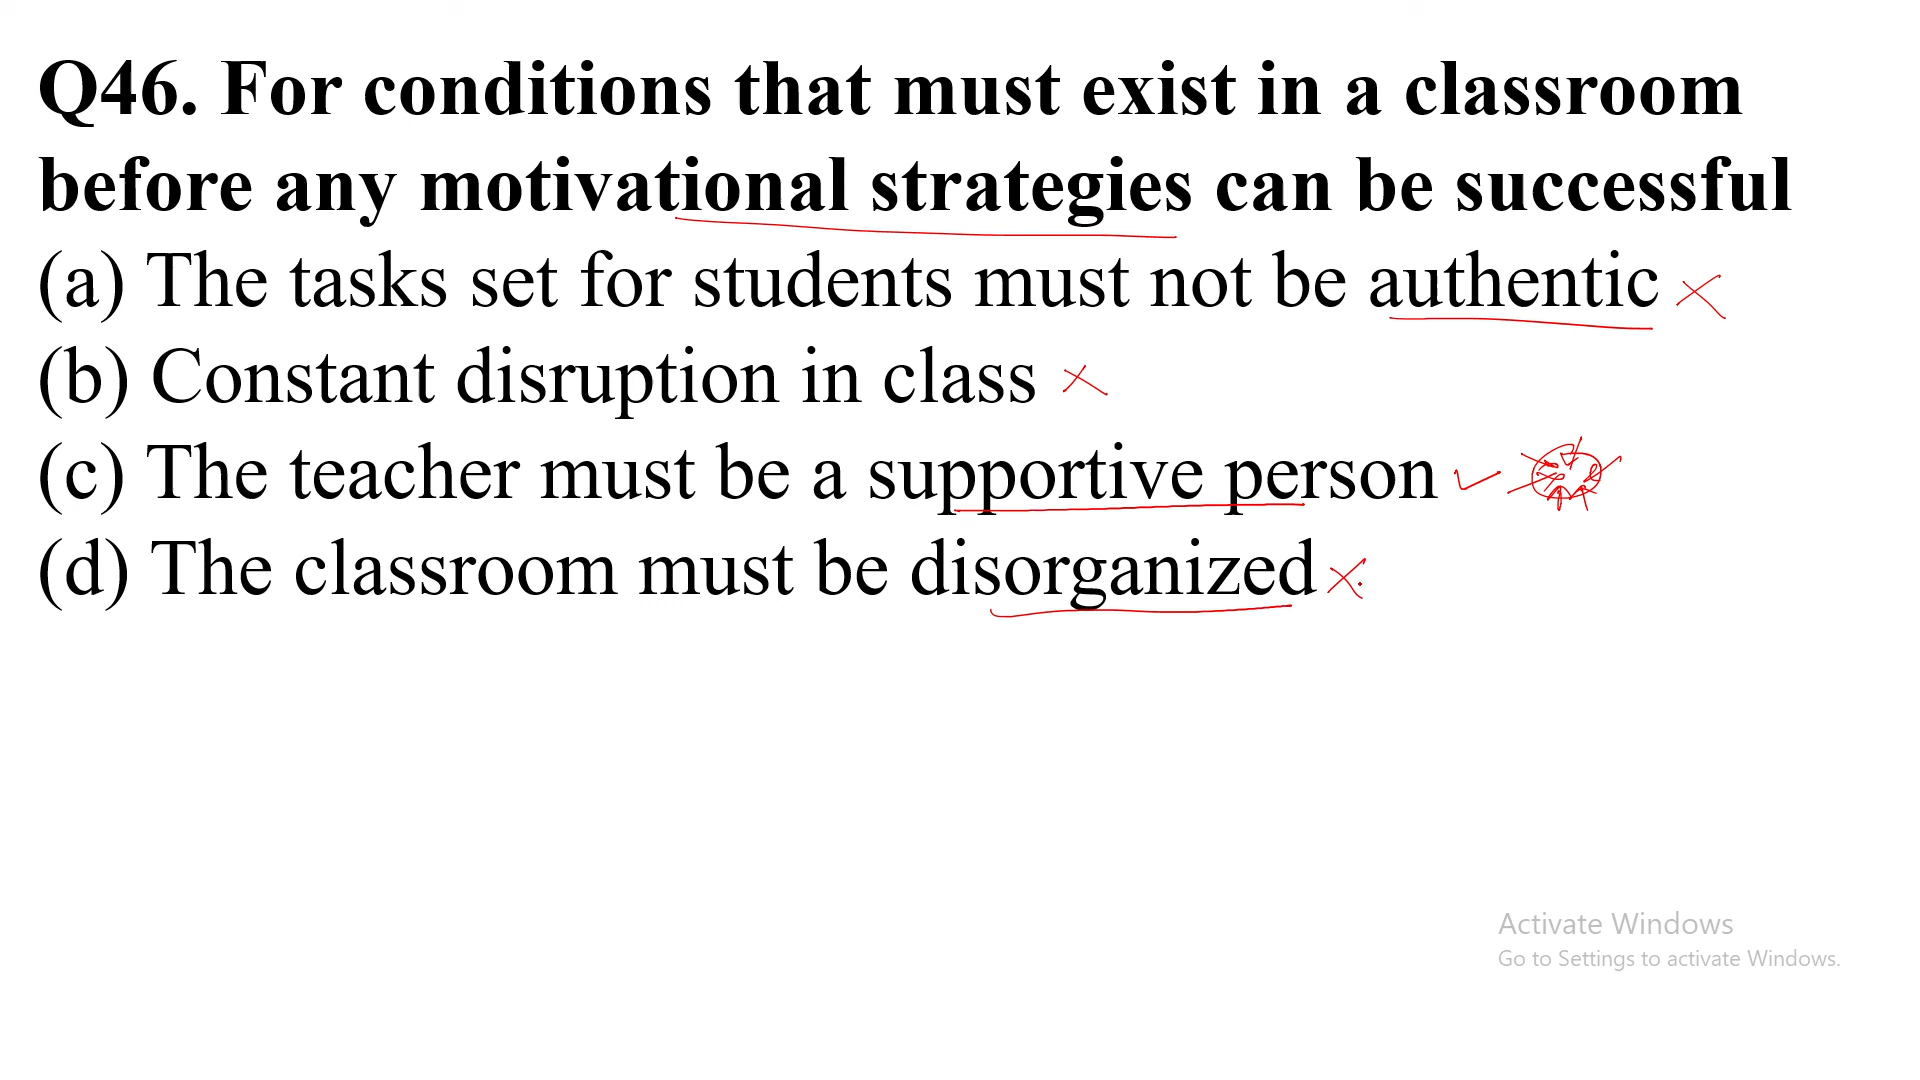 Q46. For conditions that must exist in a classroom
before any motivational strategies can be successful
(a) The tasks set for students must not be authentic
(b) Constant disruption in class
(c) The teacher must be a supportive person
(d) The classroom must be disorganized
Activate Windows
Go to Settings to activate Windows.